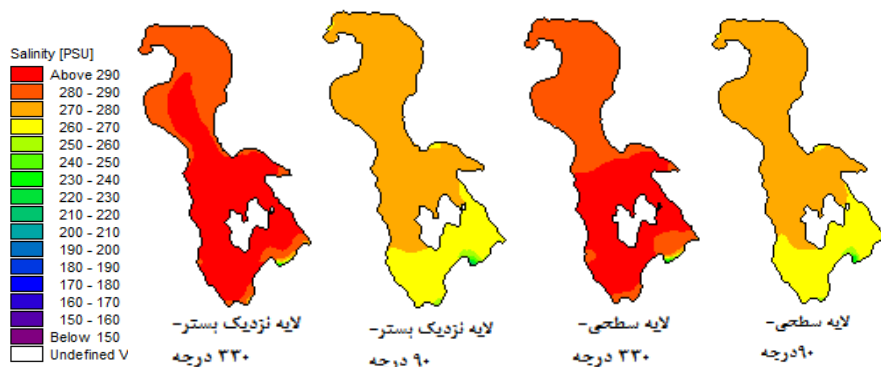 Salinity [PSU]
Above 290
280 - 290
270 - 280
260 - 270
250 - 260
240 - 250
230 - 240
220 - 230
210 - 220
200 - 210
190 - 200
180 - 190
170 - 180
160 - 170
150 - 160
Below 150
Undefined V
لایه نزدیک بستر-
۳۳۰ درجه
لایه نزدیک بستر-
۹۰ درجه
لایه سطحی-
۳۳۰ درجه
لایه سطحی-
۹۰درجه